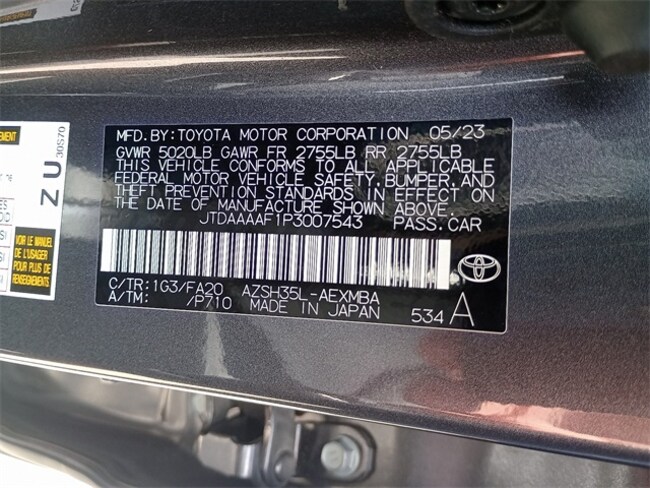 MFD. BY: TOYOTA MOTOR CORPORATION 05/23
GVWR 5020LB GAWR FR 2755LB RR 2755LB
THIS VEHICLE CONFORMS TO ALL APPLICABLE
FEDERAL MOTOR VEHICLE SAFETY, BUMPER, AND
THEFT PREVENTION STANDARDS IN EFFECT ON
THE DATE OF MANUFACTURE SHOWN ABOVE.
JTDAAAAF1P3007543 PASS. CAR
C/TR: 1G3/FA20 AZSH35L-AEXMBA
A/TM: /P710 MADE IN JAPAN
534 A
ZU
30S70
VOIR LE MANUEL
DE L'USAGER
POUR PLUS DE
RENSEIGNEMENTS